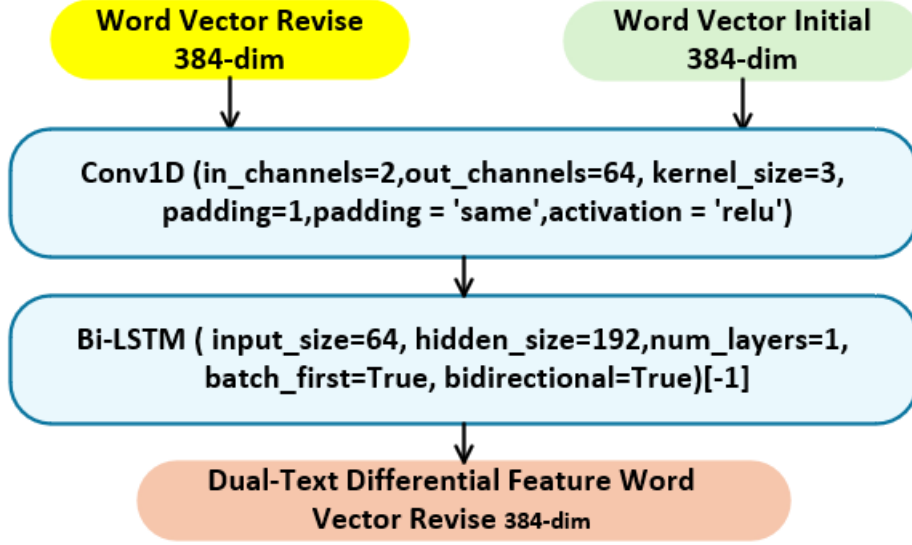 Word Vector Revise
384-dim
Word Vector Initial
384-dim
Conv1D (in_channels=2,out_channels=64, kernel_size=3,
padding=1,padding = 'same',activation = 'relu')
Bi-LSTM ( input_size=64, hidden_size=192,num_layers=1,
batch_first=True, bidirectional=True)[-1]
Dual-Text Differential Feature Word
Vector Revise 384-dim